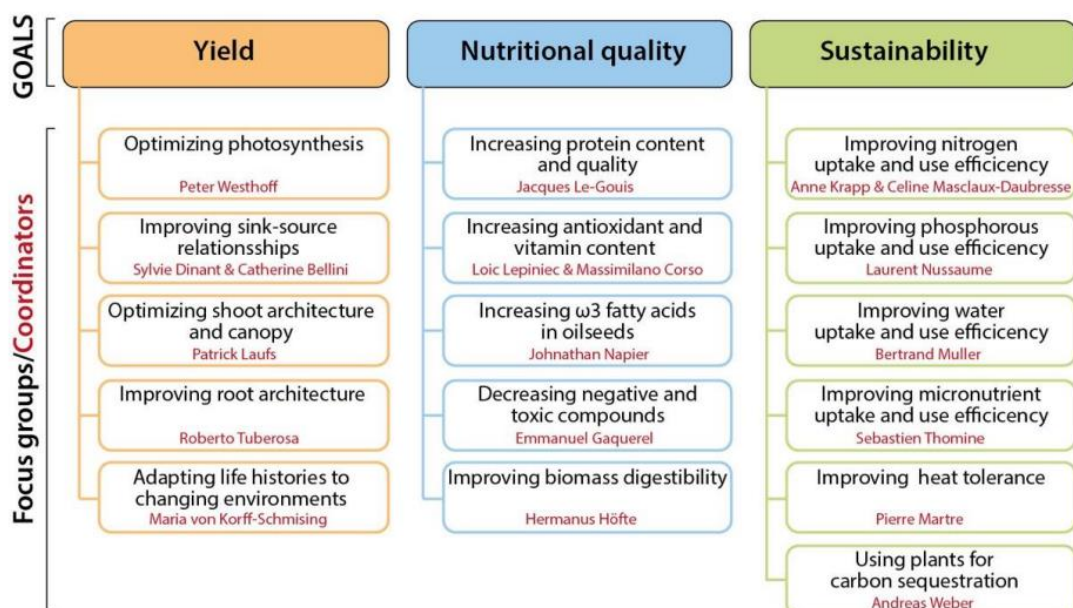 GOALS
Yield
Nutritional quality
Sustainability
Focus groups/Coordinators
Optimizing photosynthesis
Peter Westhoff
Improving sink-source
relationsships
Sylvie Dinant & Catherine Bellini
Optimizing shoot architecture
and canopy
Patrick Laufs
Improving root architecture
Roberto Tuberosa
Adapting life histories to
changing environments
Maria von Korff-Schmising
Increasing protein content
and quality
Jacques Le-Gouis
Increasing antioxidant and
vitamin content
Loic Lepiniec & Massimilano Corso
Increasing ω3 fatty acids
in oilseeds
Johnathan Napier
Decreasing negative and
toxic compounds
Emmanuel Gaquerel
Improving biomass digestibility
Hermanus Höfte
Improving nitrogen
uptake and use efficicency
Anne Krapp & Celine Masclaux-Daubresse
Improving phosphorous
uptake and use efficicency
Laurent Nussaume
Improving water
uptake and use efficicency
Bertrand Muller
Improving micronutrient
uptake and use efficicency
Sebastien Thomine
Improving heat tolerance
Pierre Martre
Using plants for
carbon sequestration
Andreas Weber